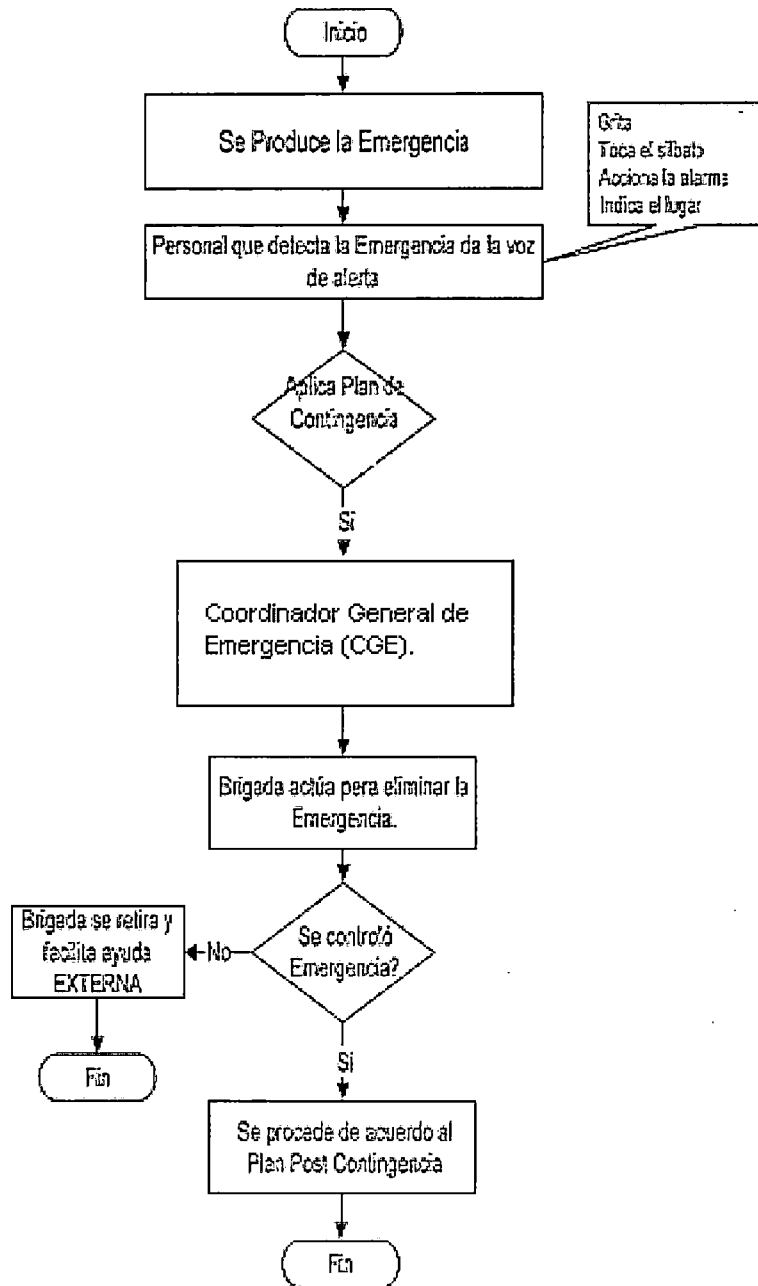 Inicio
Se Produce la Emergencia
Grita
Toca el silbato
Acciona la alarma
Indica el lugar
Personal que detecta la Emergencia da la voz
de alerta
Aplica Plan de
Contingencia
Si
Coordinador General de
Emergencia (CGE).
Brigada actúa para eliminar la
Emergencia.
Brigada se retira y
facilita ayuda
EXTERNA
No
Se controló
Emergencia?
Fin
Si
Se procede de acuerdo al
Plan Post Contingencia
Fin